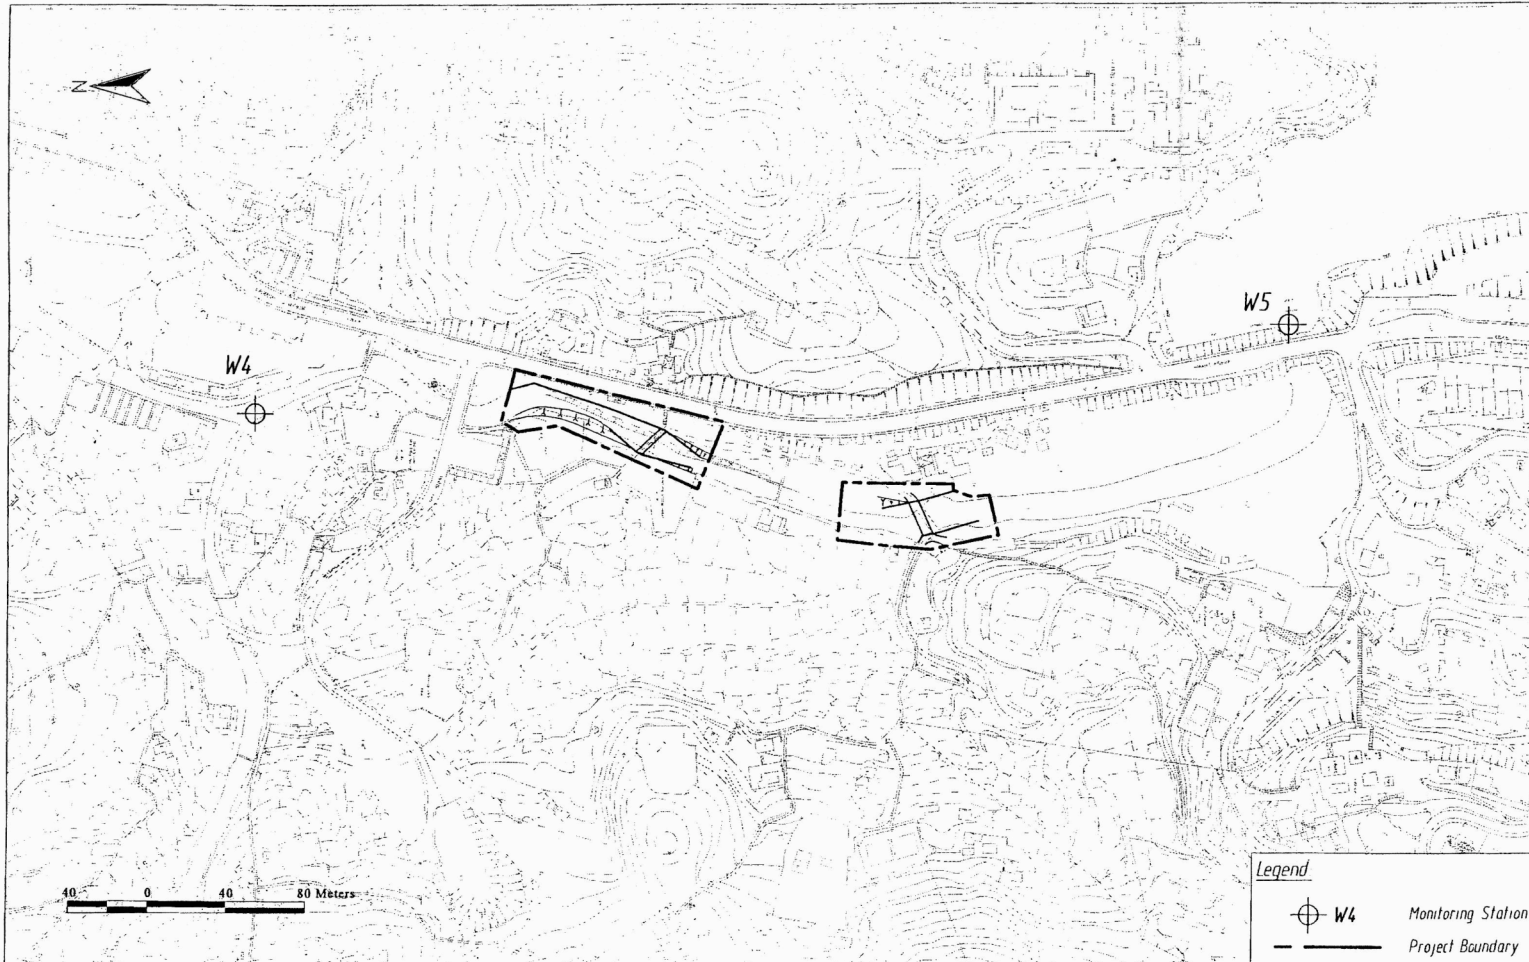 N
W5
W4
40 0 40 80 Meters
Legend
W4 Monitoring Station
Project Boundary